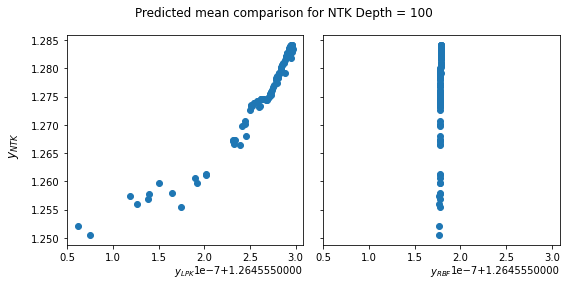 Predicted mean comparison for NTK Depth = 100
y_NTK
1.285
1.280
1.275
1.270
1.265
1.260
1.255
1.250
0.5 1.0 1.5 2.0 2.5 3.0
y_LPK 1e-7+1.2645550000
0.5 1.0 1.5 2.0 2.5 3.0
y_RBF 1e-7+1.2645550000